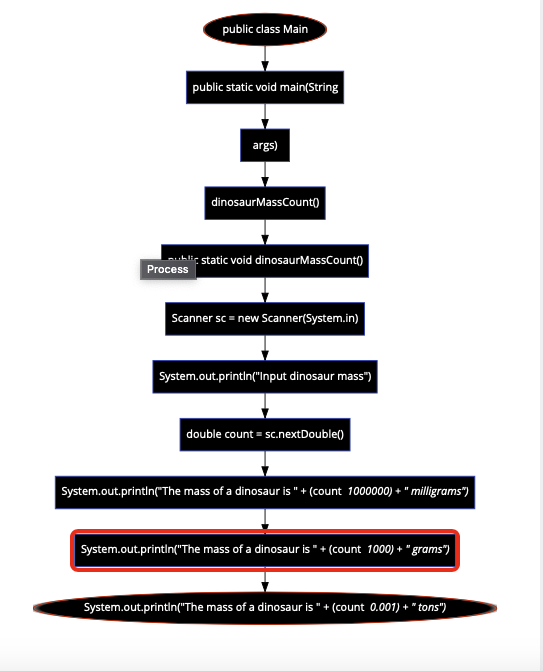 public class Main
public static void main(String
args)
dinosaurMassCount()
static void dinosaurMassCount()
Process
Scanner sc = new Scanner(System.in)
System.out.println("Input dinosaur mass")
double count = sc.nextDouble()
System.out.println("The mass of a dinosaur is " + (count 1000000) + " milligrams")
System.out.println("The mass of a dinosaur is " + (count 1000) + " grams")
System.out.println("The mass of a dinosaur is " + (count 0.001) + " tons")